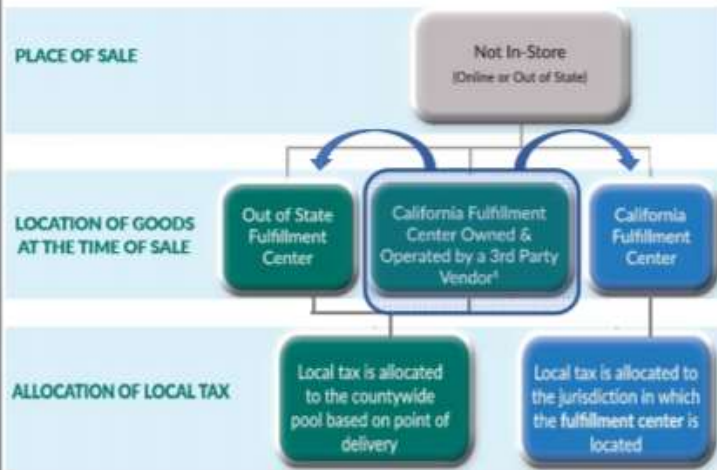 PLACE OF SALE
Not In-Store
(Online or Out of State)
LOCATION OF GOODS
AT THE TIME OF SALE
Out of State
Fulfillment
Center
California Fulfillment
Center Owned &
Operated by a 3rd Party
Vendor⁴
California
Fulfillment
Center
ALLOCATION OF LOCAL TAX
Local tax is allocated
to the countywide
pool based on point of
delivery
Local tax is allocated to
the jurisdiction in which
the fulfillment center is
located